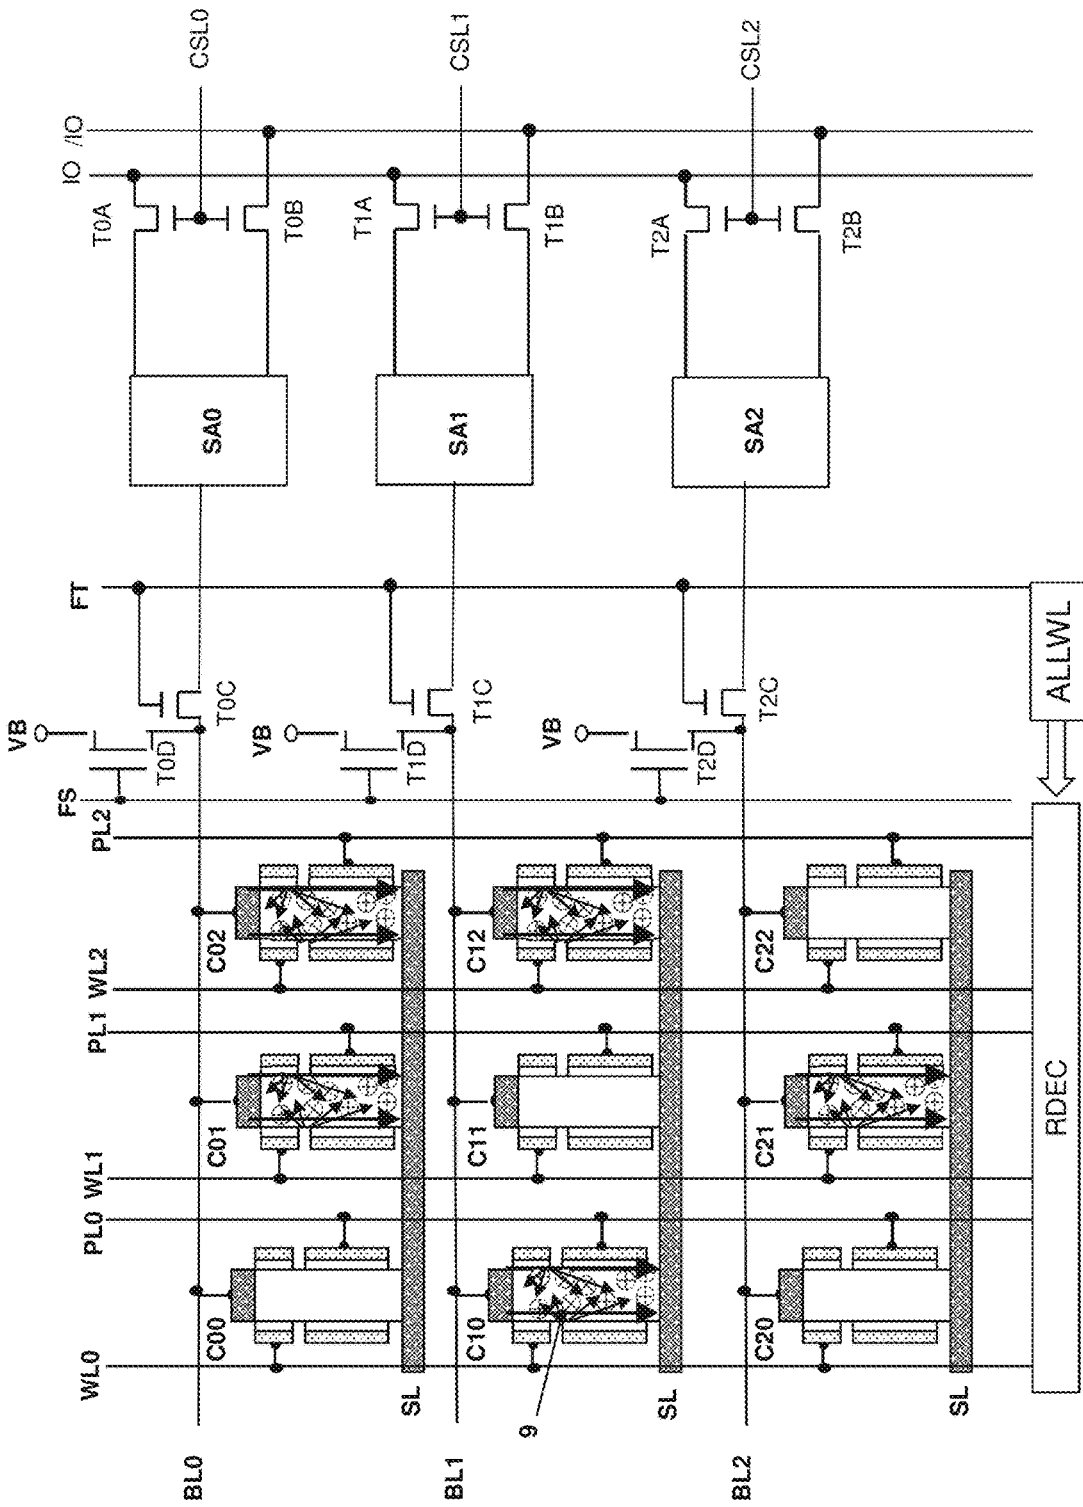 CSL0
CSL1
CSL2
IO
/IO
T0A
T0B
T1A
T1B
T2A
T2B
SA0
SA1
SA2
FT
VB
T0D
T0C
VB
T1D
T1C
VB
T2D
T2C
ALLWL
FS
PL2
WL2
PL1
WL1
PL0
WL0
C02
C12
C22
C01
C11
C21
C00
C10
C20
RDEC
SL
SL
SL
9
BL0
BL1
BL2